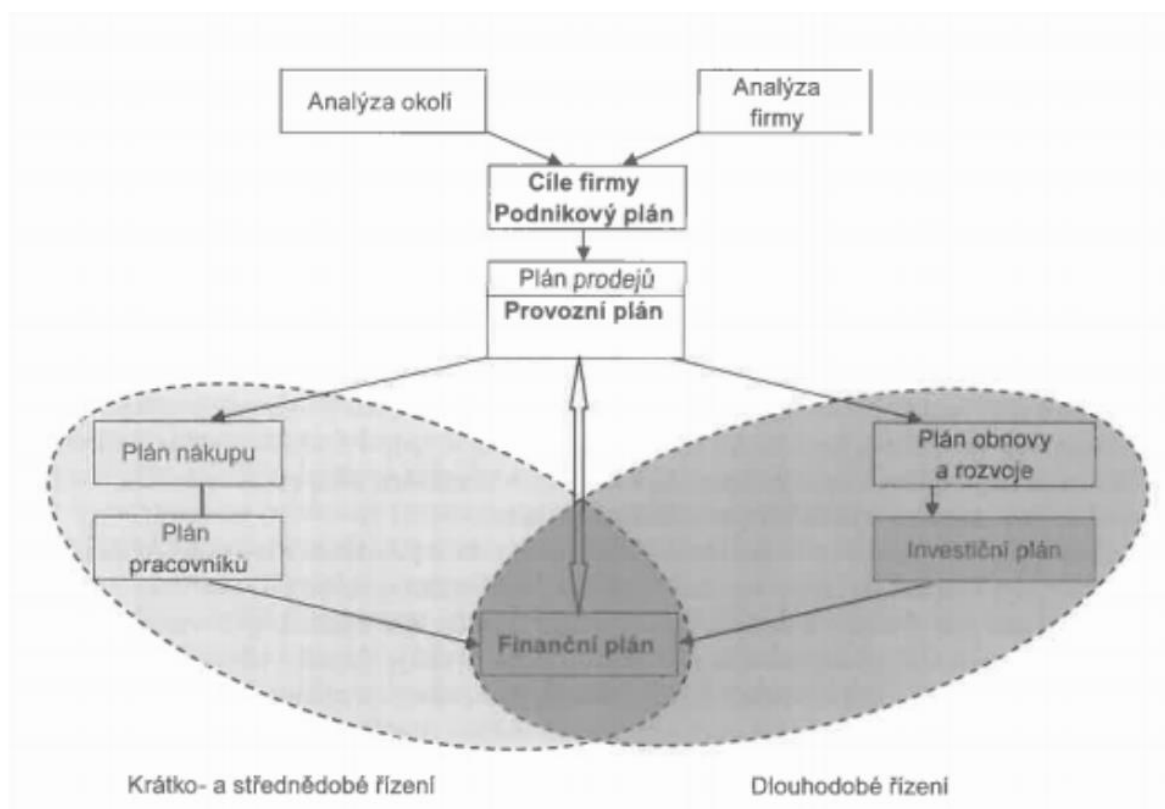 Analýza okolí
Analýza
firmy
Cíle firmy
Podnikový plán
Plán prodejů
Provozní plán
Plán nákupu
Plán obnovy
a rozvoje
Plán
pracovníků
Investiční plán
Finanční plán
Krátko- a střednědobé řízení
Dlouhodobé řízení